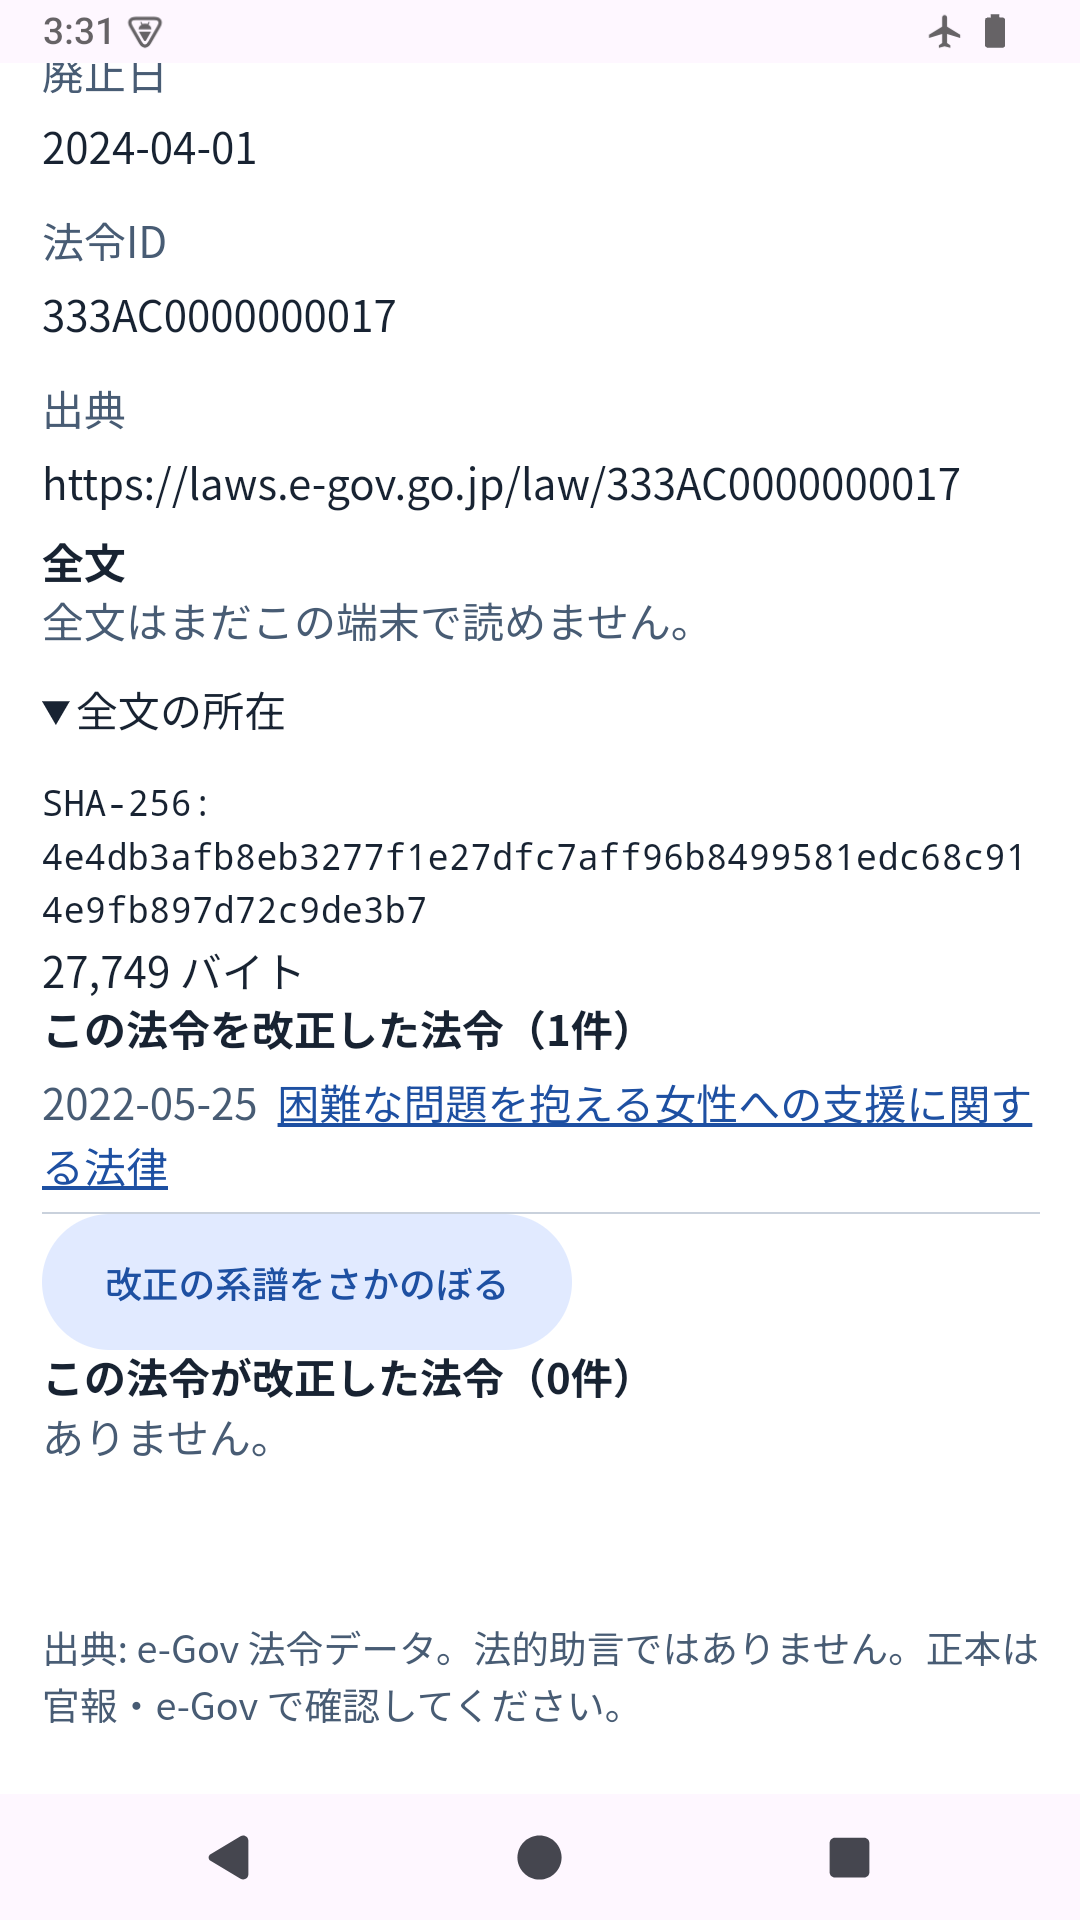 3:31
廃止日
2024-04-01
法令ID
333AC0000000017
出典
https://laws.e-gov.go.jp/law/333AC0000000017
全文
全文はまだこの端末で読めません。
▼全文の所在
SHA-256:
4e4db3afb8eb3277f1e27dfc7aff96b8499581edc68c91
4e9fb897d72c9de3b7
27,749 バイト
この法令を改正した法令（1件）
2022-05-25 困難な問題を抱える女性への支援に関す
る法律
改正の系譜をさかのぼる
この法令が改正した法令（0件）
ありません。
出典: e-Gov 法令データ。法的助言ではありません。正本は
官報・e-Gov で確認してください。